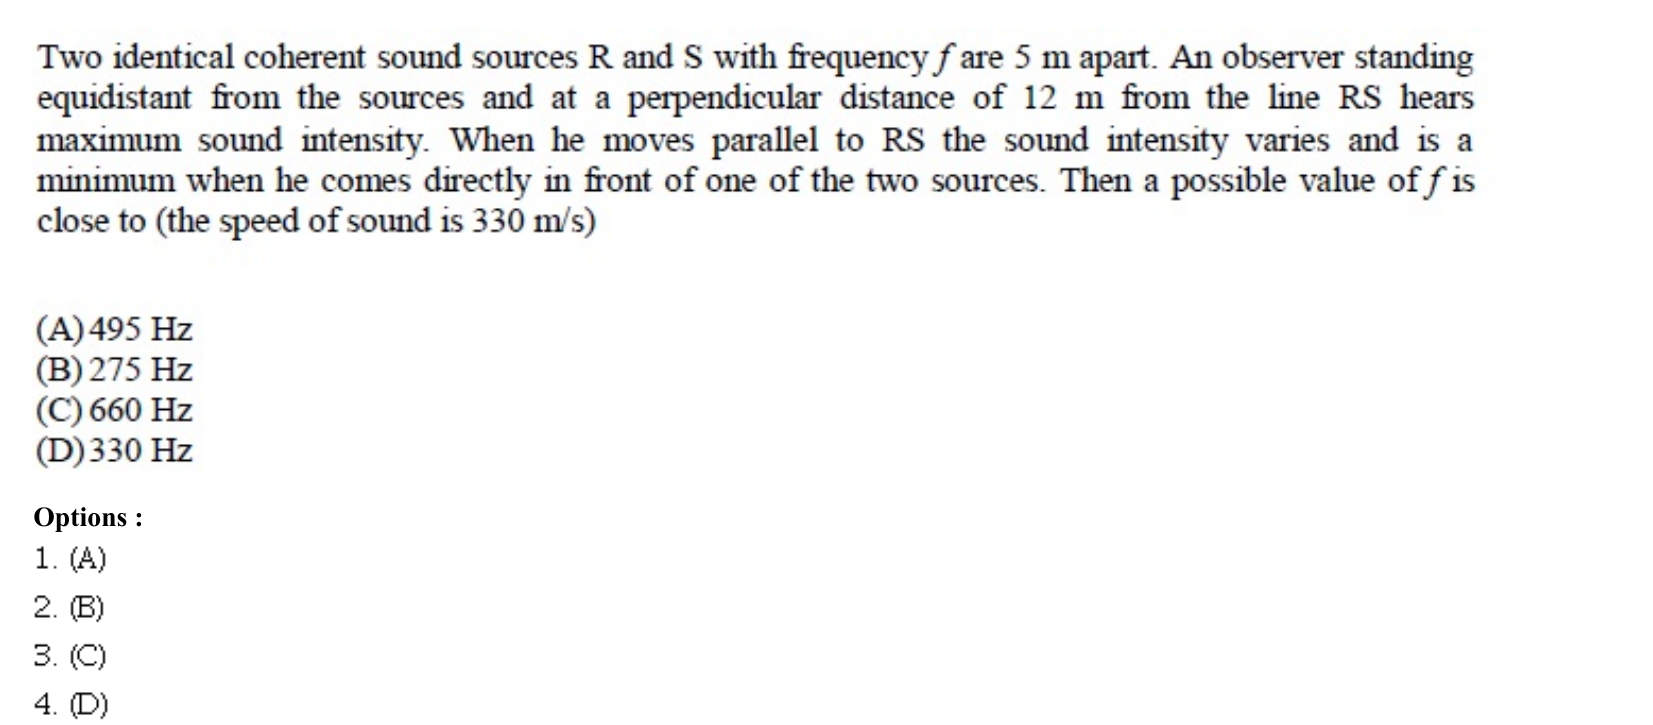 Two identical coherent sound sources R and S with frequency f are 5 m apart. An observer standing
equidistant from the sources and at a perpendicular distance of 12 m from the line RS hears
maximum sound intensity. When he moves parallel to RS the sound intensity varies and is a
minimum when he comes directly in front of one of the two sources. Then a possible value of f is
close to (the speed of sound is 330 m/s)
(A) 495 Hz
(B) 275 Hz
(C) 660 Hz
(D) 330 Hz
Options :
1. (A)
2. (B)
3. (C)
4. (D)